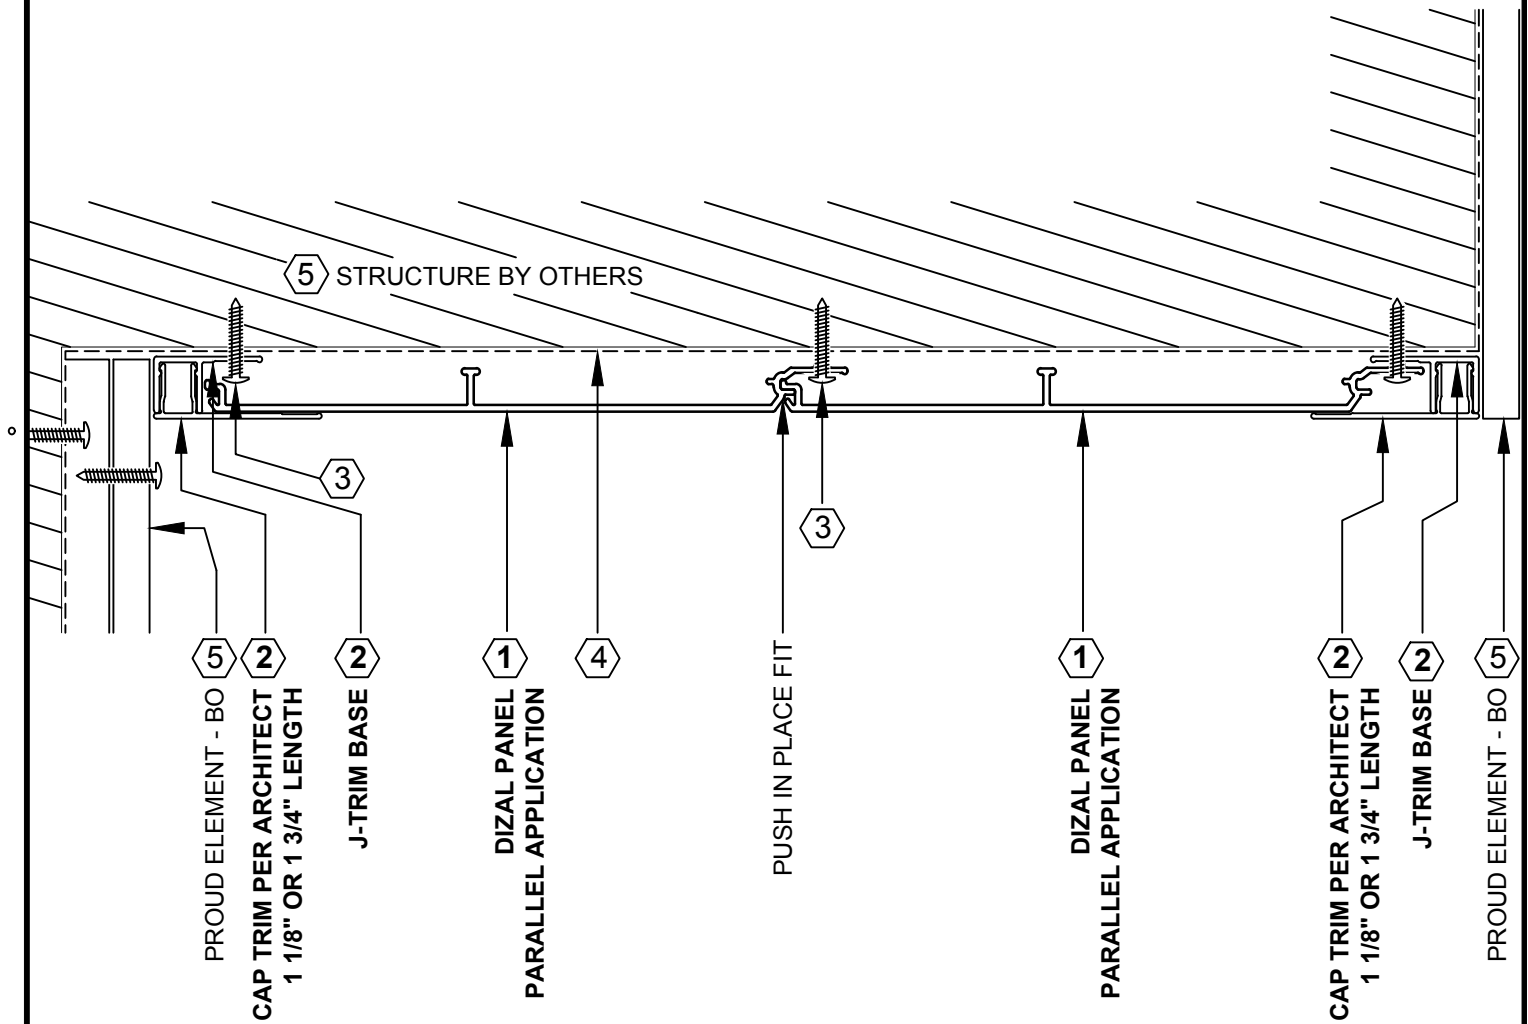 5 STRUCTURE BY OTHERS
3
3
5
PROUD ELEMENT - BO
2
CAP TRIM PER ARCHITECT
1 1/8" OR 1 3/4" LENGTH
2
J-TRIM BASE
1
DIZAL PANEL
PARALLEL APPLICATION
4
PUSH IN PLACE FIT
1
DIZAL PANEL
PARALLEL APPLICATION
2
CAP TRIM PER ARCHITECT
1 1/8" OR 1 3/4" LENGTH
2
J-TRIM BASE
5
PROUD ELEMENT - BO